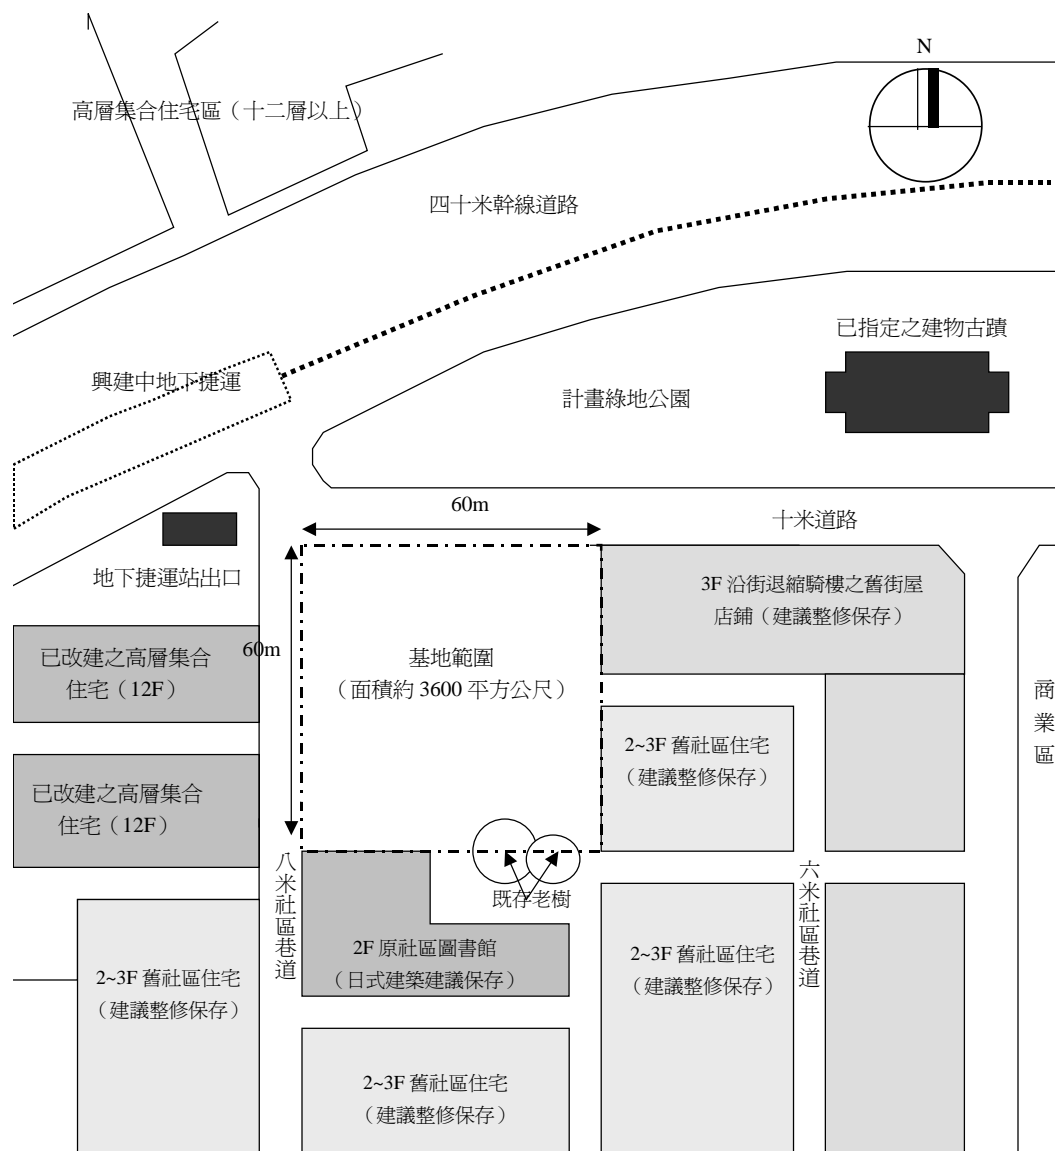 N
高層集合住宅區（十二層以上）
四十米幹線道路
已指定之建物古蹟
興建中地下捷運
計畫綠地公園
60m
十米道路
地下捷運站出口
3F 沿街退縮騎樓之舊街屋
店鋪（建議整修保存）
60m
已改建之高層集合
住宅（12F）
基地範圍
（面積約 3600 平方公尺）
商業區
2~3F 舊社區住宅
（建議整修保存）
已改建之高層集合
住宅（12F）
八米社區巷道
既存老樹
六米社區巷道
2F 原社區圖書館
（日式建築建議保存）
2~3F 舊社區住宅
（建議整修保存）
2~3F 舊社區住宅
（建議整修保存）
2~3F 舊社區住宅
（建議整修保存）